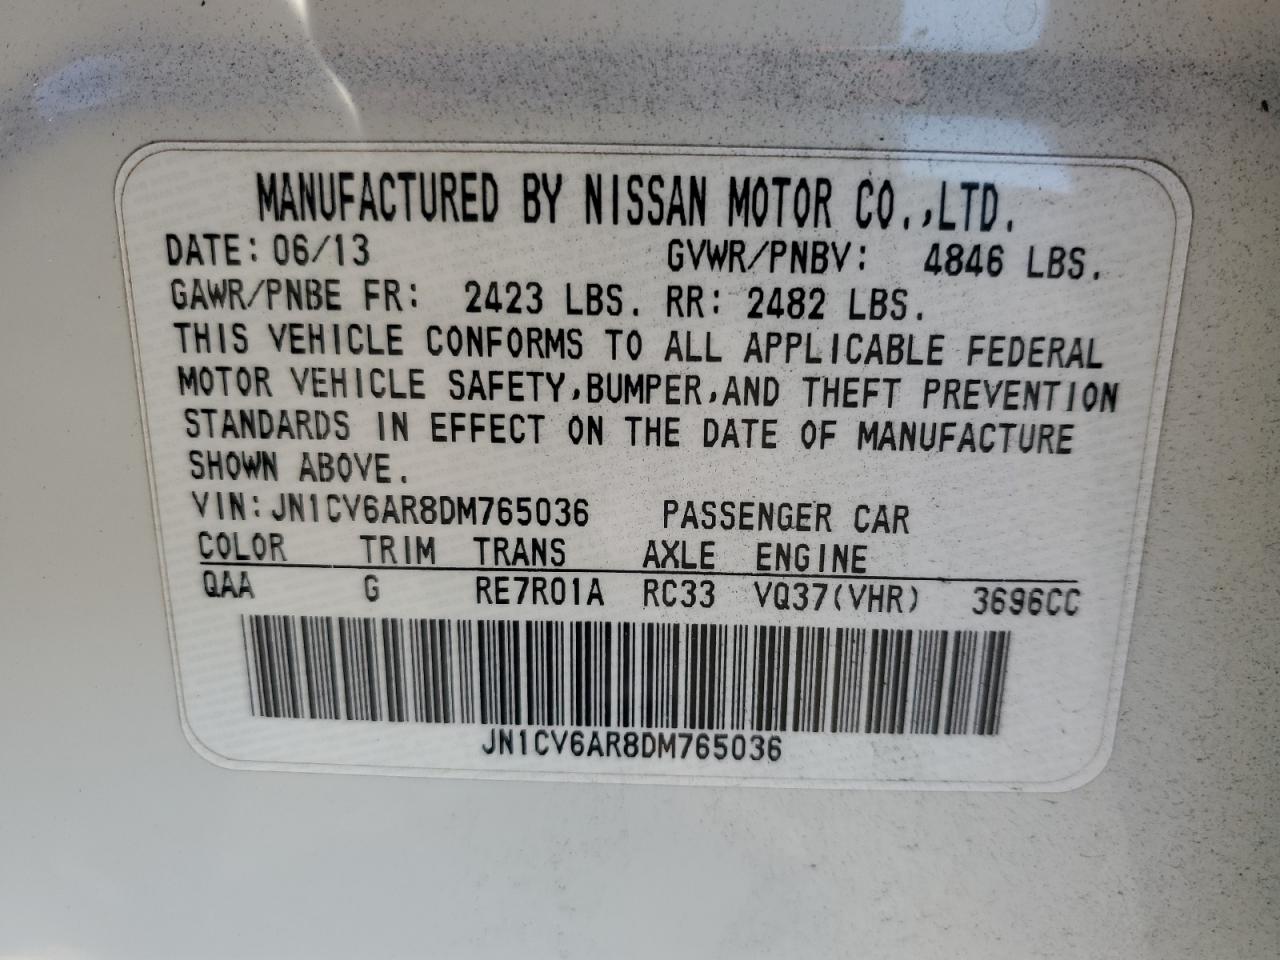 MANUFACTURED BY NISSAN MOTOR CO.,LTD.
DATE: 06/13 GVWR/PNBV: 4846 LBS.
GAWR/PNBE FR: 2423 LBS. RR: 2482 LBS.
THIS VEHICLE CONFORMS TO ALL APPLICABLE FEDERAL
MOTOR VEHICLE SAFETY,BUMPER,AND THEFT PREVENTION
STANDARDS IN EFFECT ON THE DATE OF MANUFACTURE
SHOWN ABOVE.
VIN:JN1CV6AR8DM765036 PASSENGER CAR
COLOR TRIM TRANS AXLE ENGINE
QAA G RE7R01A RC33 VQ37(VHR) 3696CC
JN1CV6AR8DM765036